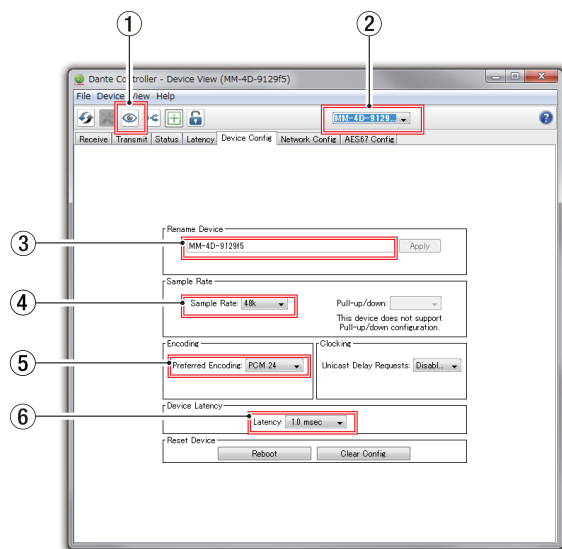 1
2
Dante Controller - Device View (MM-4D-9129f5)
File Device View Help
MM-4D-9129...
Receive Transmit Status Latency Device Config Network Config AES67 Config
Rename Device
3
MM-4D-9129f5 Apply
Sample Rate
4
Sample Rate: 48k Pull-up/down:
This device does not support
Pull-up/down configuration.
Encoding Clocking
5
Preferred Encoding: PCM 24 Unicast Delay Requests: Disabl...
Device Latency
6
Latency: 1.0 msec
Reset Device
Reboot Clear Config